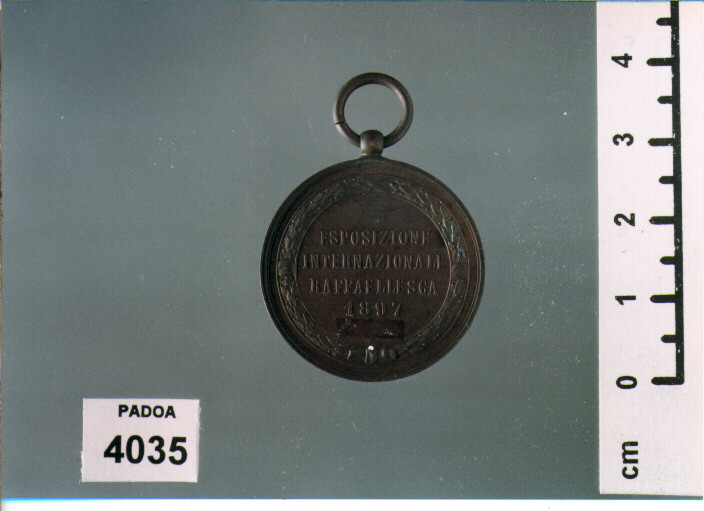 ESPOSIZIONE
INTERNAZIONALE
RAFFAELLESCA
1897
PADOA
4035
4
3
2
1
0
cm